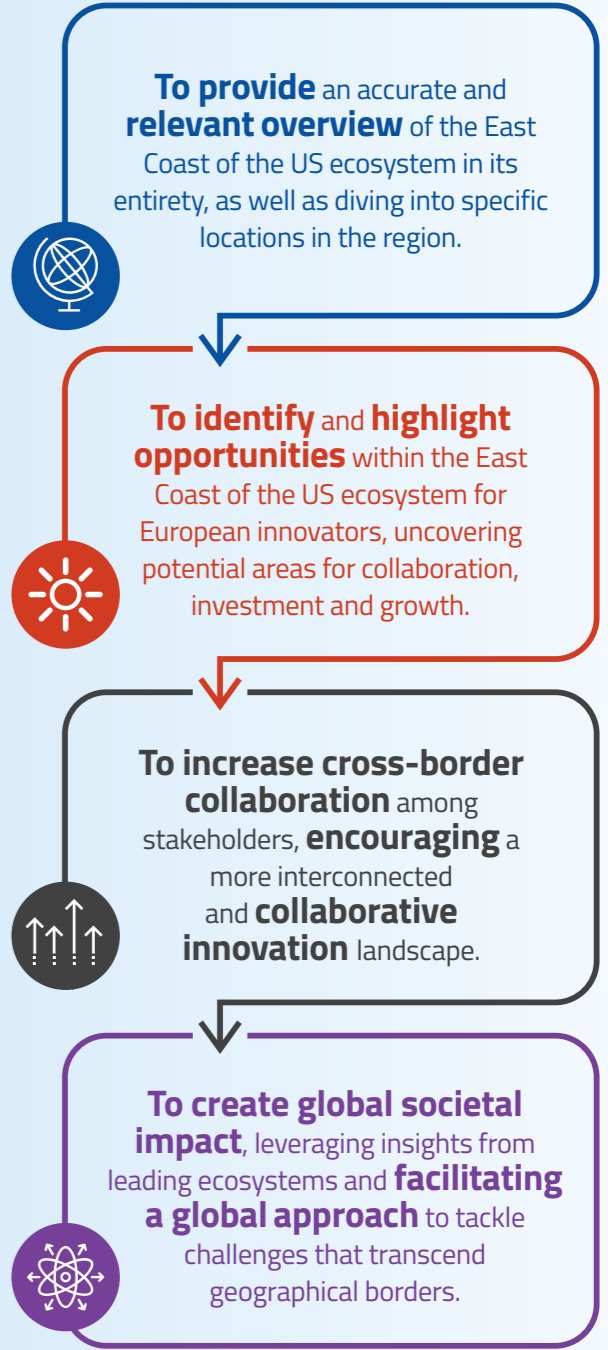 To provide an accurate and
relevant overview of the East
Coast of the US ecosystem in its
entirety, as well as diving into specific
locations in the region.
To identify and highlight
opportunities within the East
Coast of the US ecosystem for
European innovators, uncovering
potential areas for collaboration,
investment and growth.
To increase cross-border
collaboration among
stakeholders, encouraging a
more interconnected
and collaborative
innovation landscape.
To create global societal
impact, leveraging insights from
leading ecosystems and facilitating
a global approach to tackle
challenges that transcend
geographical borders.